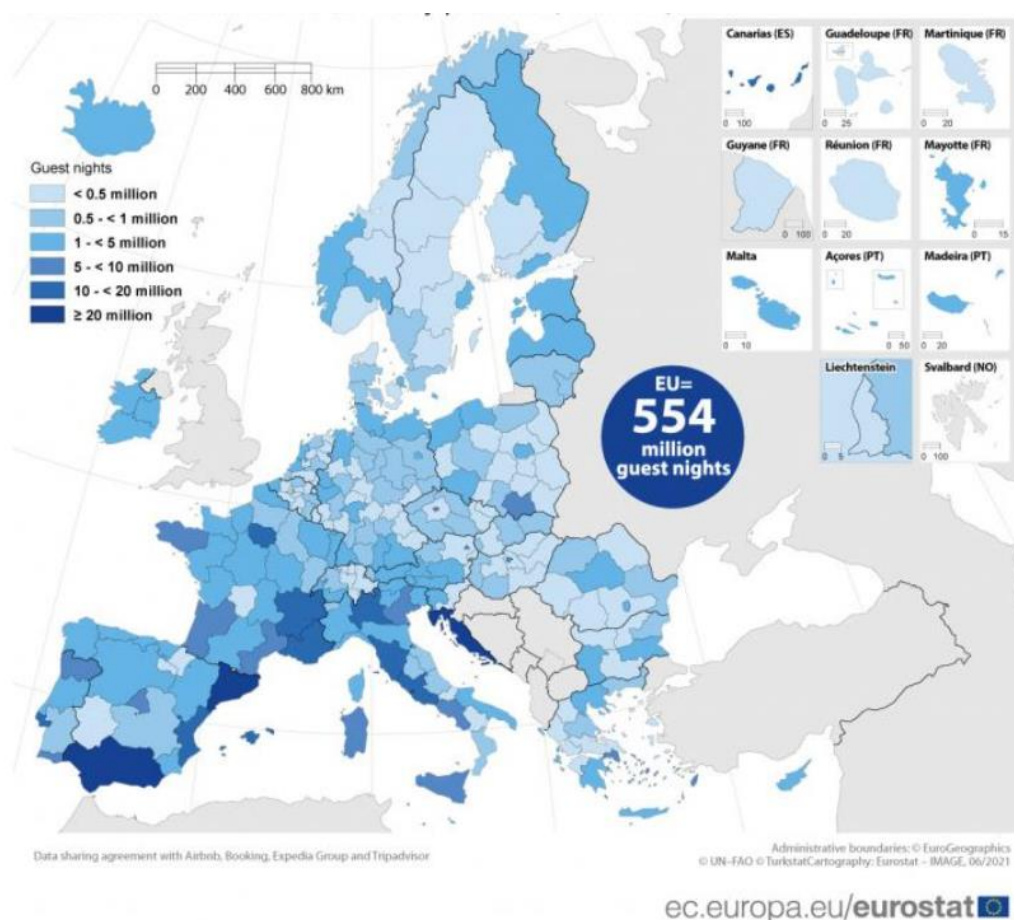 0 200 400 600 800 km
Guest nights
< 0.5 million
0.5 - < 1 million
1 - < 5 million
5 - < 10 million
10 - < 20 million
≥ 20 million
Canarias (ES)
0 100
Guadeloupe (FR)
0 25
Martinique (FR)
0 20
Guyane (FR)
0 100
Réunion (FR)
0 20
Mayotte (FR)
0 15
Malta
0 10
Açores (PT)
0 50
Madeira (PT)
0 20
Liechtenstein
0 5
Svalbard (NO)
0 100
EU=
554
million
guest nights
Data sharing agreement with Airbnb, Booking, Expedia Group and Tripadvisor
Administrative boundaries: © EuroGeographics
© UN–FAO © TurkstatCartography: Eurostat – IMAGE, 06/2021
ec.europa.eu/eurostat